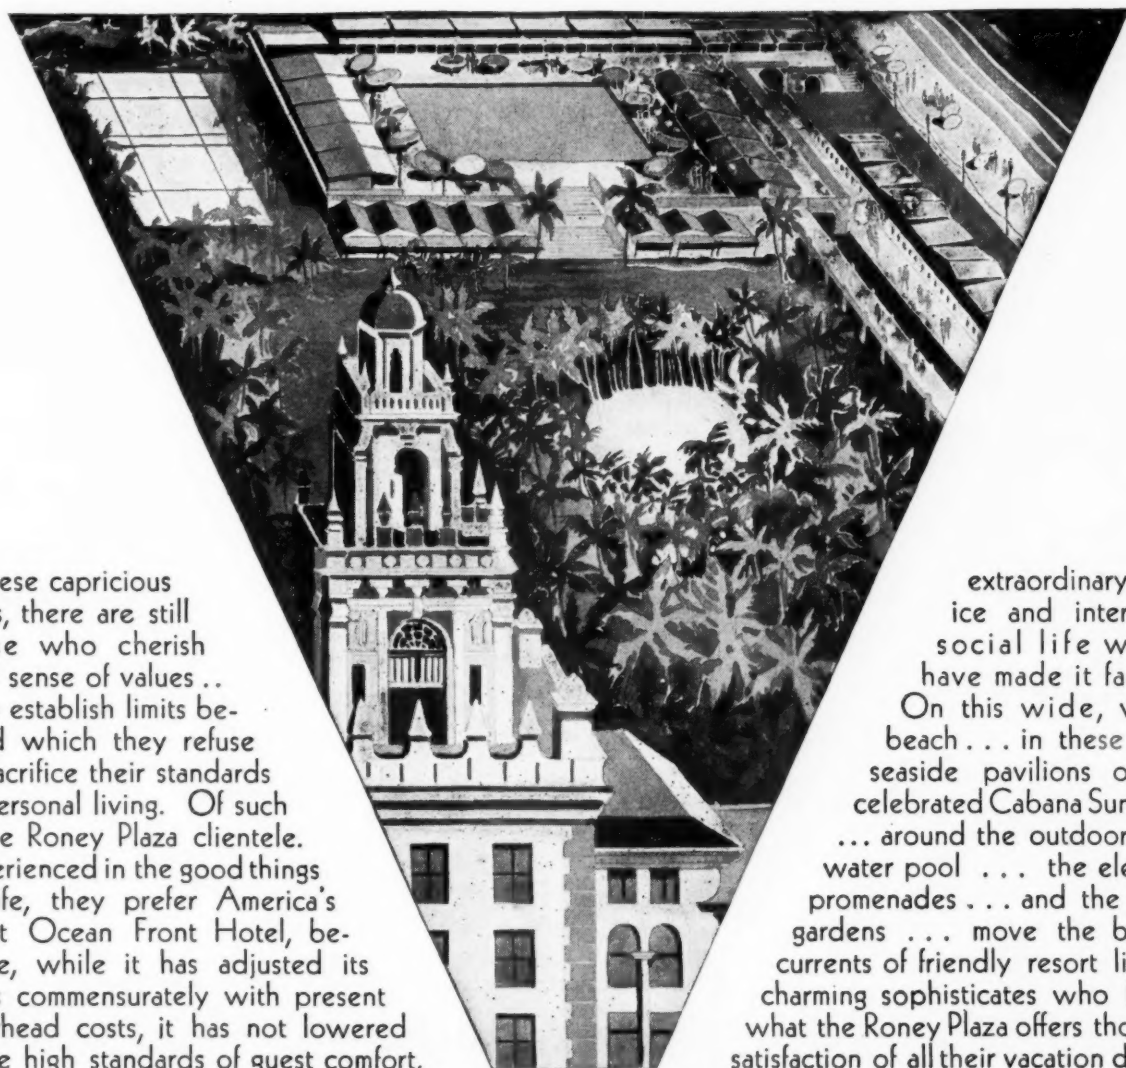 ese capricious
s, there are still
e who cherish
sense of values ..
establish limits be-
d which they refuse
acrifice their standards
ersonal living. Of such
e Roney Plaza clientele.
erienced in the good things
fe, they prefer America's
t Ocean Front Hotel, be-
e, while it has adjusted its
s commensurately with present
head costs, it has not lowered
e high standards of guest comfort,
extraordinary
ice and inter
social life w
have made it fa
On this wide, v
beach ... in these
seaside pavilions o
celebrated Cabana Sun
... around the outdoor
water pool ... the ele
promenades ... and the
gardens ... move the b
currents of friendly resort li
charming sophisticates who
what the Roney Plaza offers tho
satisfaction of all their vacation d